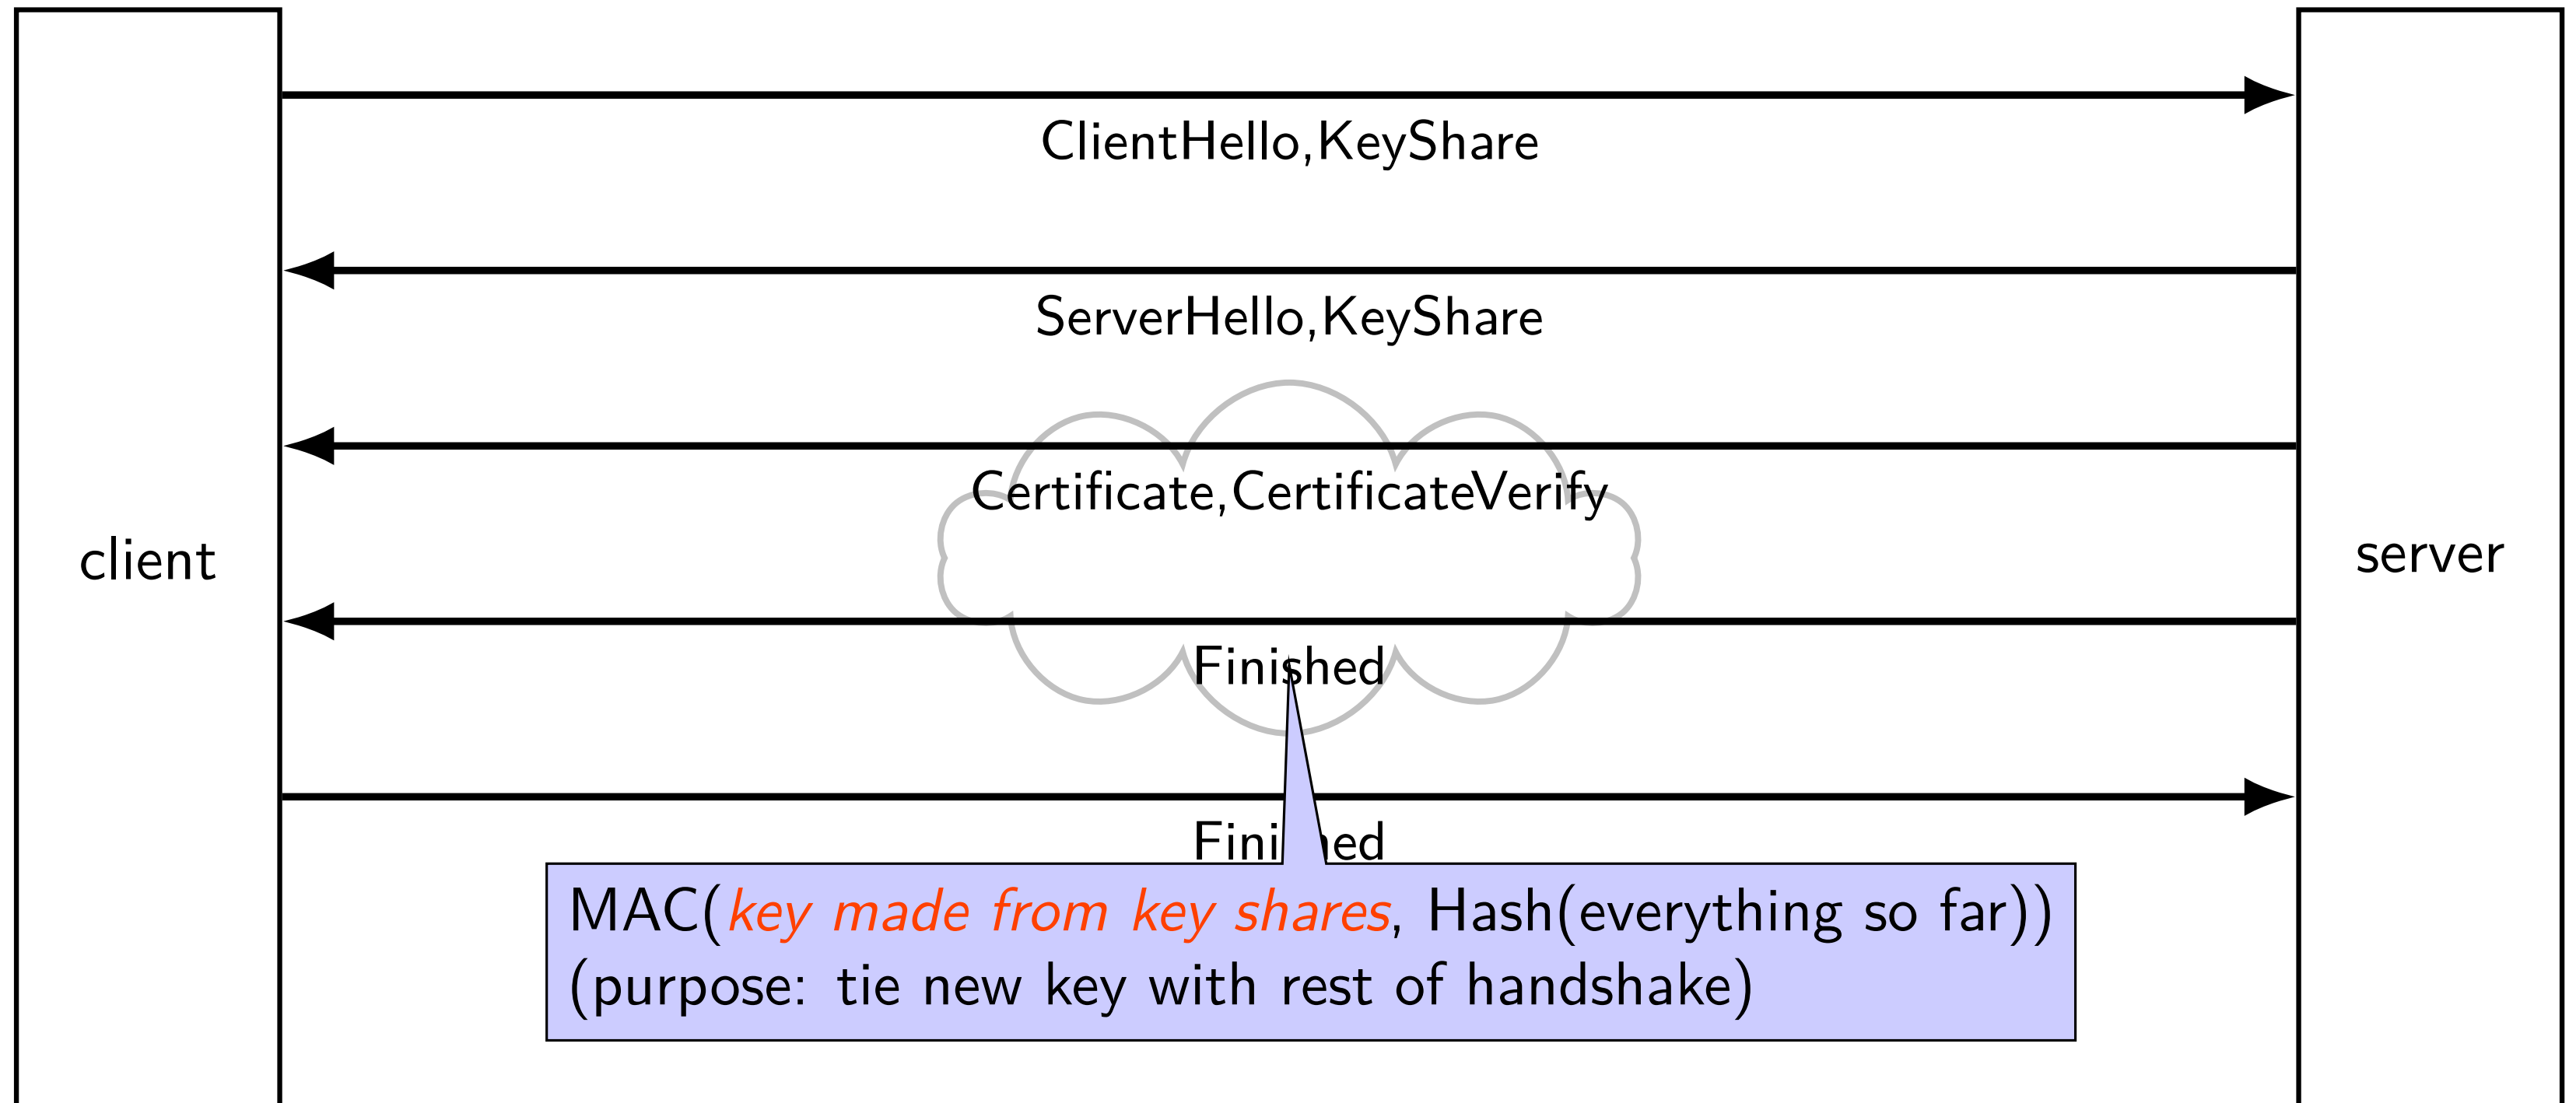 ClientHello,KeyShare
ServerHello,KeyShare
Certificate,CertificateVerify
client
server
Finished
Finished
MAC(key made from key shares, Hash(everything so far))
(purpose: tie new key with rest of handshake)